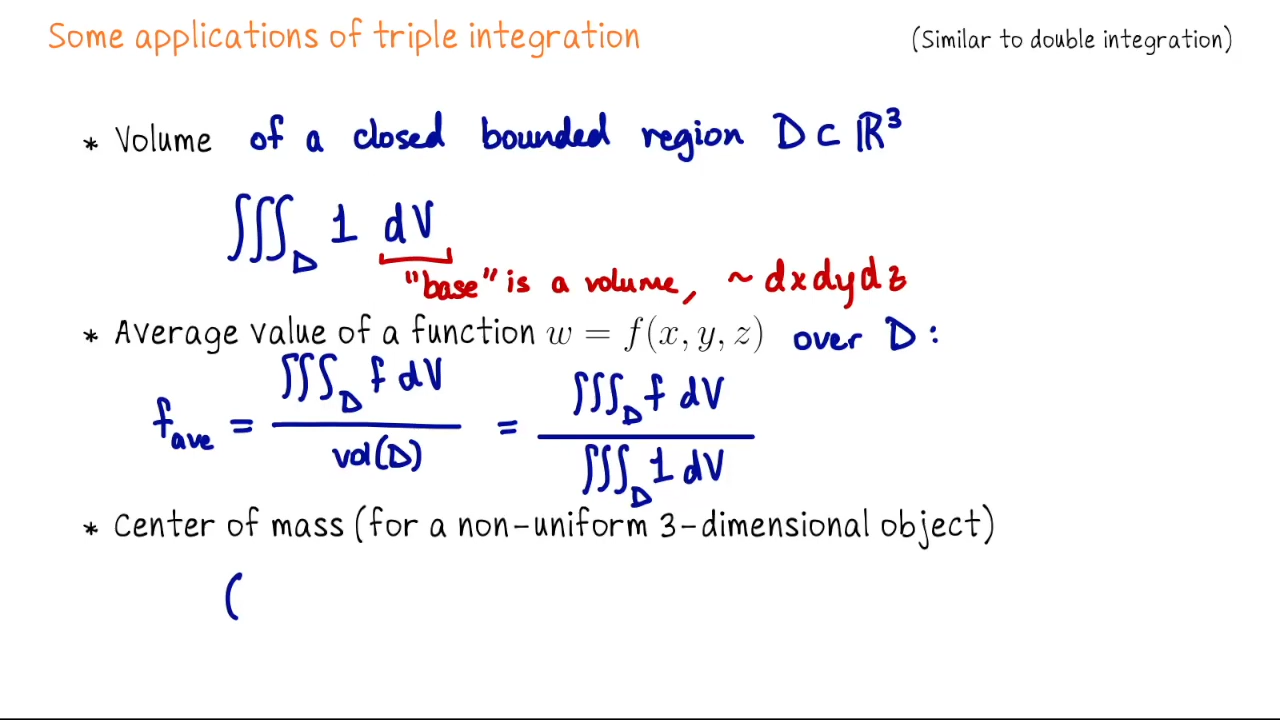 Some applications of triple integration (Similar to double integration)
* Volume of a closed bounded region D ⊂ ℝ³
∭_D 1 dV
"base" is a volume, ~ dxdydz
* Average value of a function w = f(x, y, z) over D:
f_ave = ∭_D f dV / vol(D) = ∭_D f dV / ∭_D 1 dV
* Center of mass (for a non-uniform 3-dimensional object)
(